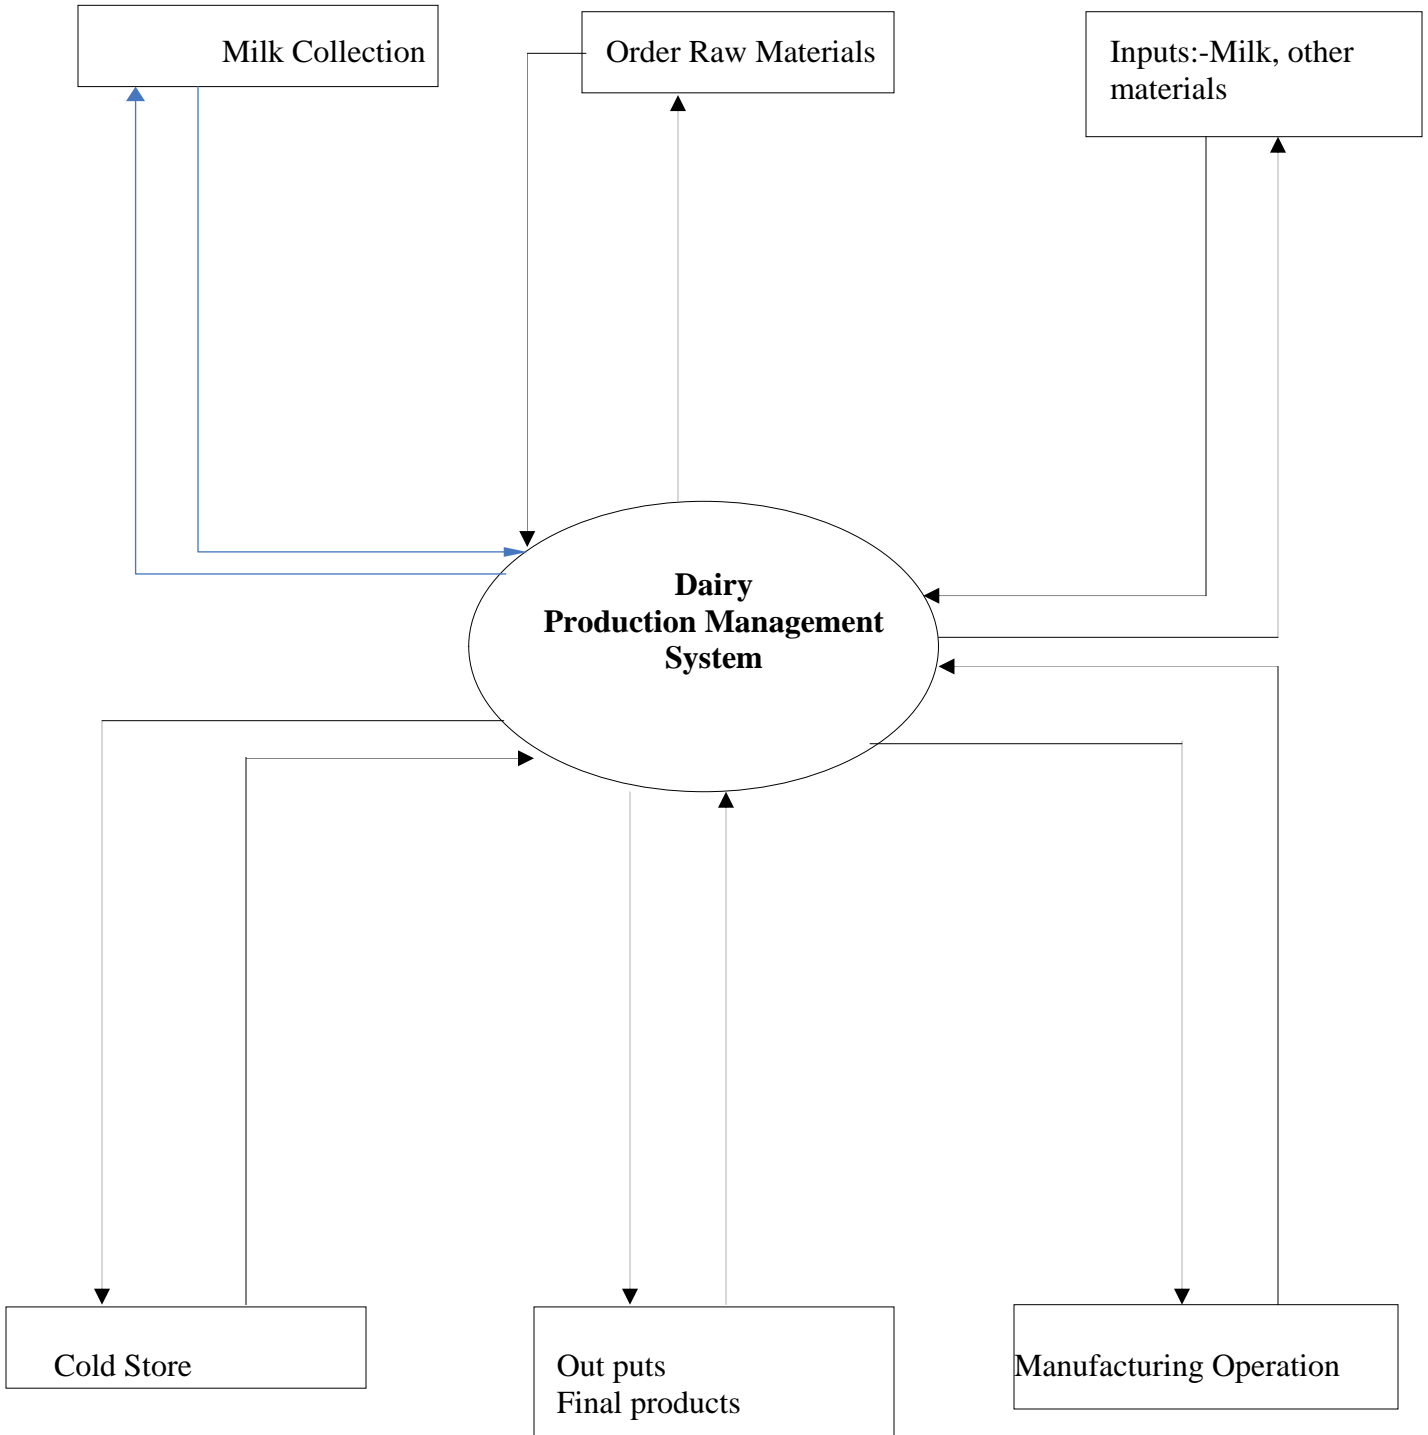 Milk Collection
Order Raw Materials
Inputs:-Milk, other
materials
Dairy
Production Management
System
Cold Store
Out puts
Final products
Manufacturing Operation